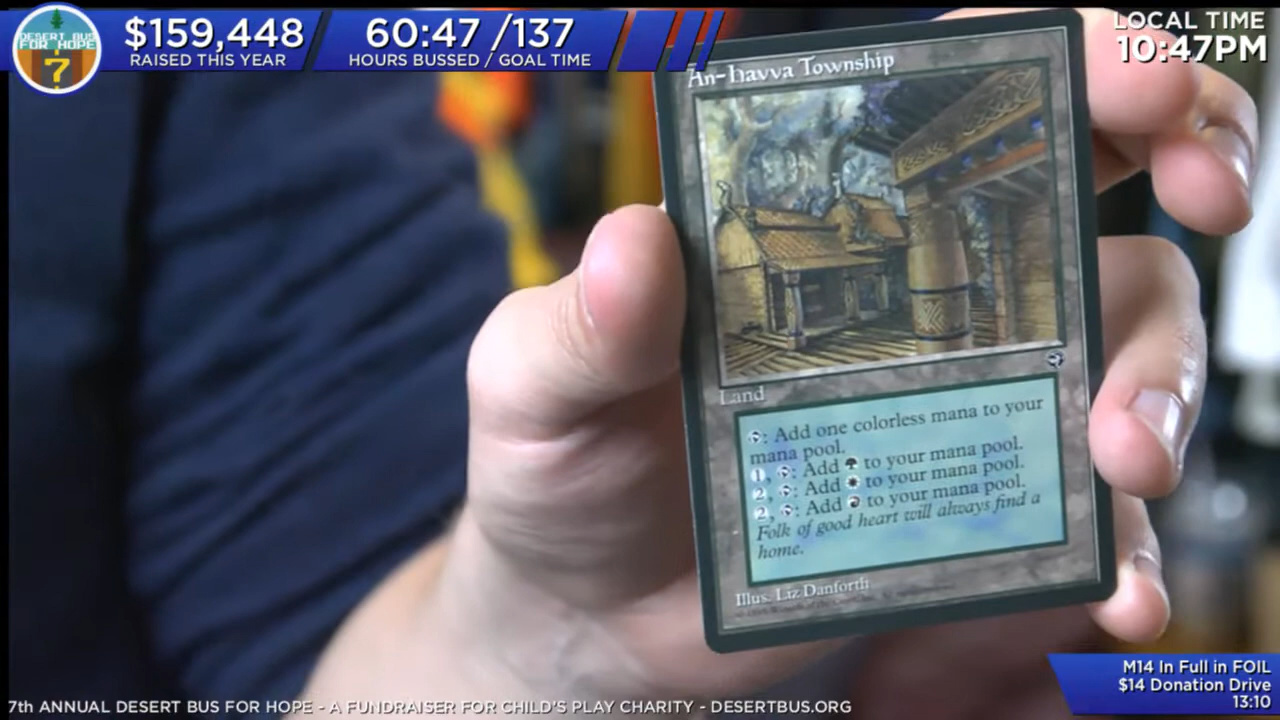 DESERT BUS
FOR HOPE
7
$159,448
RAISED THIS YEAR
60:47 /137
HOURS BUSSED / GOAL TIME
LOCAL TIME
10:47PM
An-Havva Township
Land
: Add one colorless mana to your
mana pool.
1, : Add to your mana pool.
2, : Add to your mana pool.
2, : Add to your mana pool.
Folk of good heart will always find a
home.
Illus. Liz Danforth
M14 In Full in FOIL
$14 Donation Drive
13:10
7th ANNUAL DESERT BUS FOR HOPE - A FUNDRAISER FOR CHILD'S PLAY CHARITY - DESERTBUS.ORG